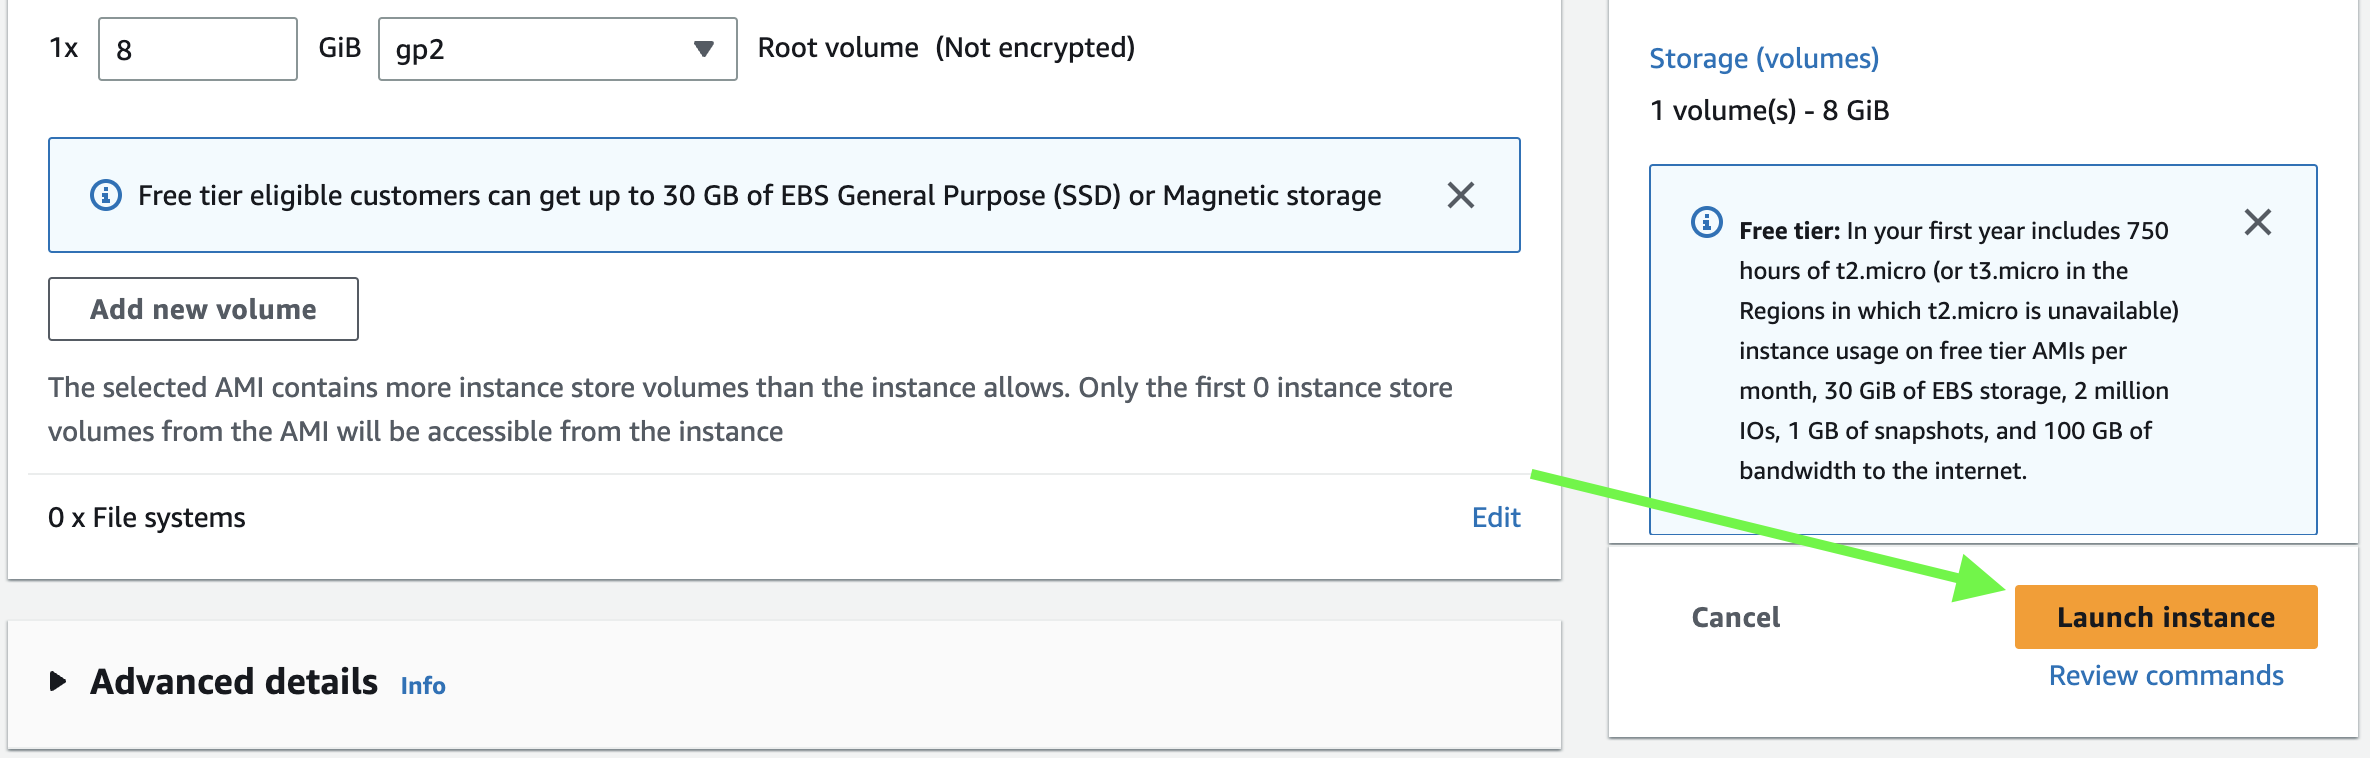 1x 8 GiB gp2 Root volume (Not encrypted)
Free tier eligible customers can get up to 30 GB of EBS General Purpose (SSD) or Magnetic storage
Add new volume
The selected AMI contains more instance store volumes than the instance allows. Only the first 0 instance store
volumes from the AMI will be accessible from the instance
0 x File systems Edit
Advanced details Info
Storage (volumes)
1 volume(s) - 8 GiB
Free tier: In your first year includes 750
hours of t2.micro (or t3.micro in the
Regions in which t2.micro is unavailable)
instance usage on free tier AMIs per
month, 30 GiB of EBS storage, 2 million
IOs, 1 GB of snapshots, and 100 GB of
bandwidth to the internet.
Cancel Launch instance
Review commands